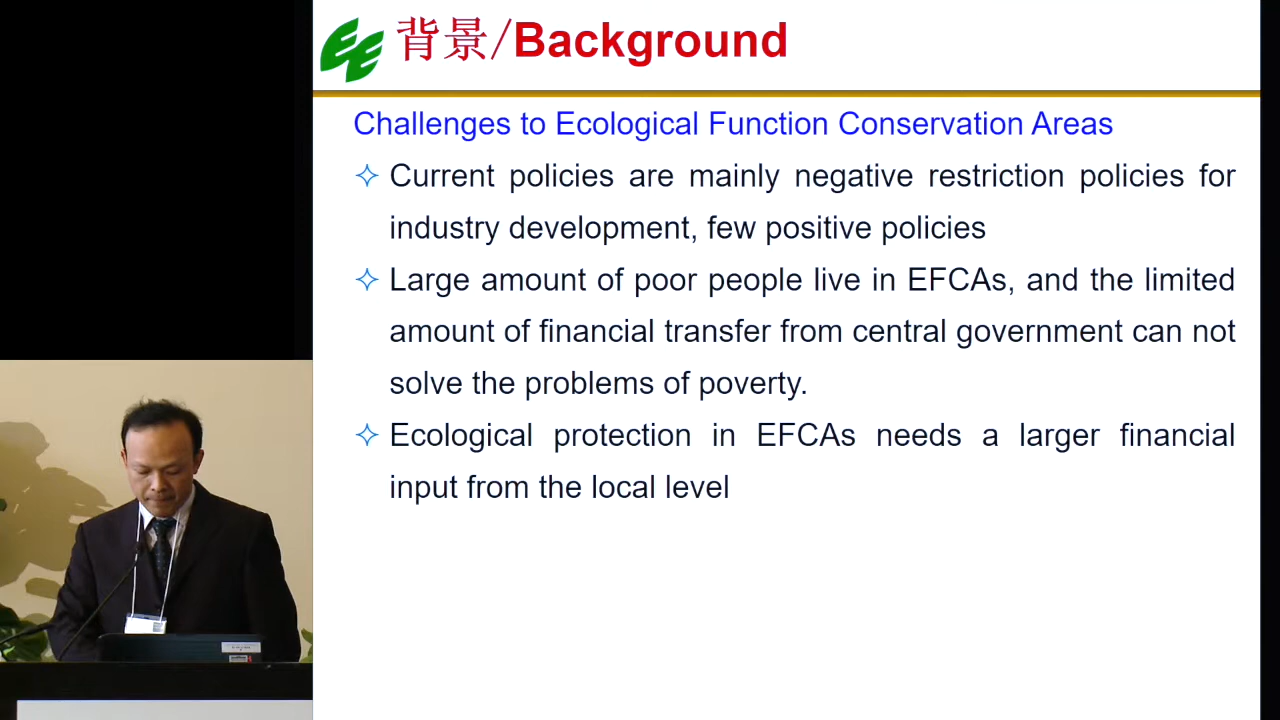 背景/Background
Challenges to Ecological Function Conservation Areas
Current policies are mainly negative restriction policies for
industry development, few positive policies
Large amount of poor people live in EFCAs, and the limited
amount of financial transfer from central government can not
solve the problems of poverty.
Ecological protection in EFCAs needs a larger financial
input from the local level